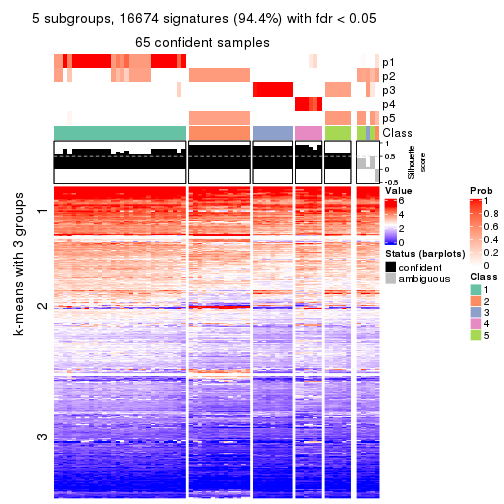 5 subgroups, 16674 signatures (94.4%) with fdr < 0.05
65 confident samples
p1
p2
p3
p4
p5
Class
1
0.5
0
-0.5
Silhouette
score
k-means with 3 groups
1
2
3
Value
6
4
2
0
Status (barplots)
confident
ambiguous
Prob
1
0.8
0.6
0.4
0.2
0
Class
1
2
3
4
5